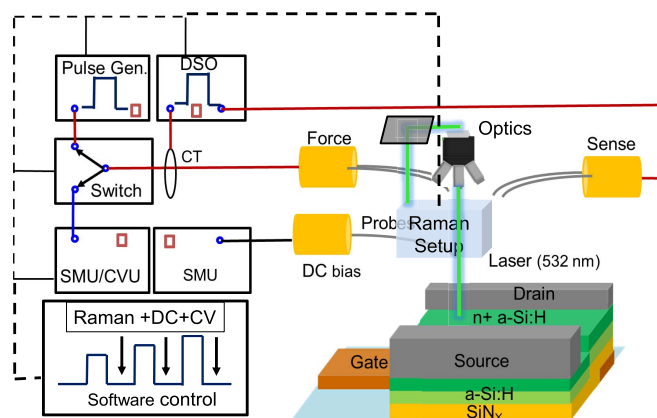 Pulse Gen.
DSO
Force
Optics
Sense
CT
Switch
Probes
Raman
Setup
SMU/CVU
SMU
DC bias
Laser (532 nm)
Raman +DC+CV
Software control
Drain
n+ a-Si:H
Gate
Source
a-Si:H
SiNX